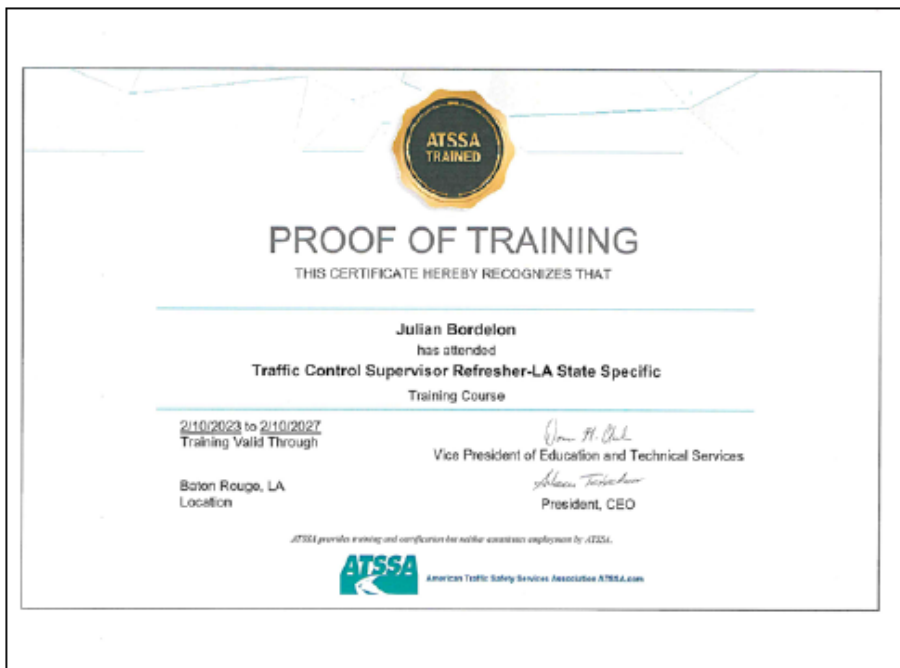 ATSSA
TRAINED
PROOF OF TRAINING
THIS CERTIFICATE HEREBY RECOGNIZES THAT
Julian Bordelon
has attended
Traffic Control Supervisor Refresher-LA State Specific
Training Course
2/10/2023 to 2/10/2027
Training Valid Through
Vice President of Education and Technical Services
Baton Rouge, LA
Location
President, CEO
ATSSA provides training and certification but neither constitutes employment by ATSSA.
ATSSA
American Traffic Safety Services Association ATSSA.com